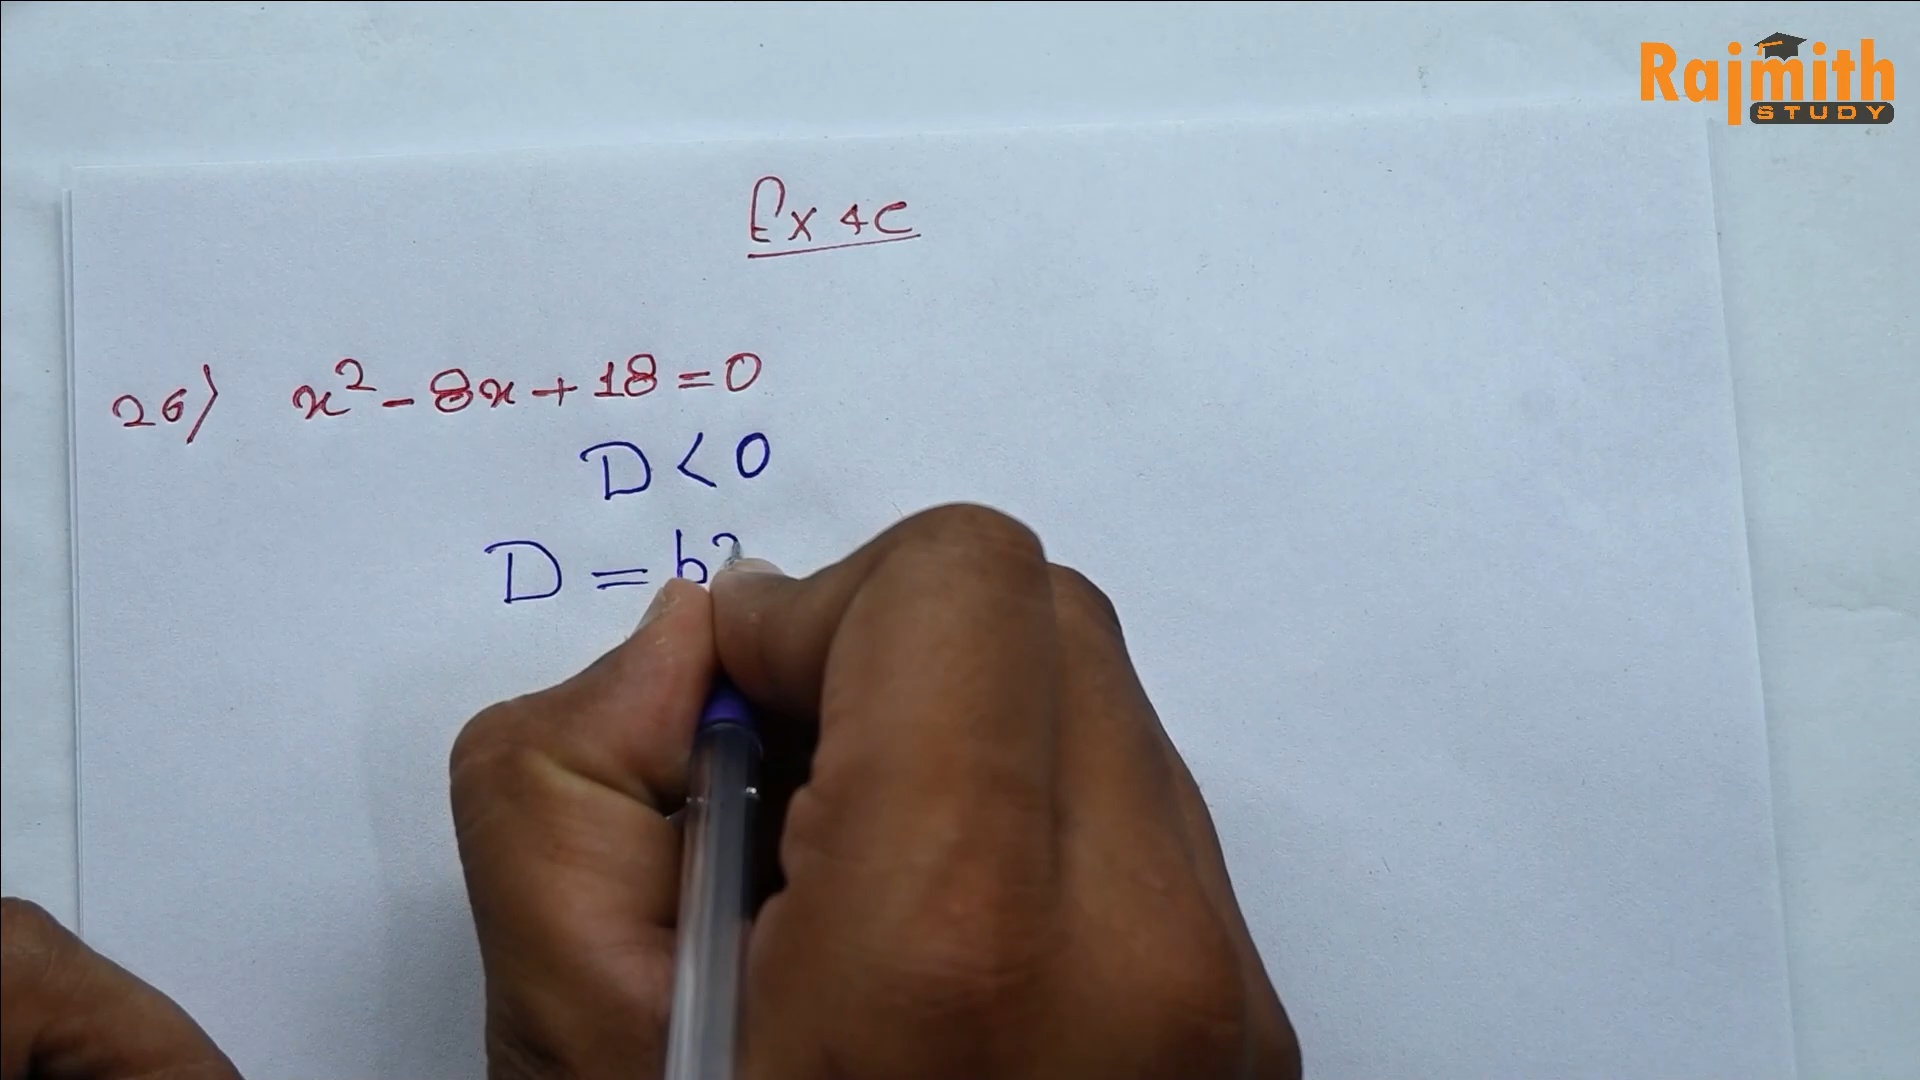 Rajmith
STUDY
Ex 4C
26) x² - 8x + 18 = 0
D < 0
D = b²